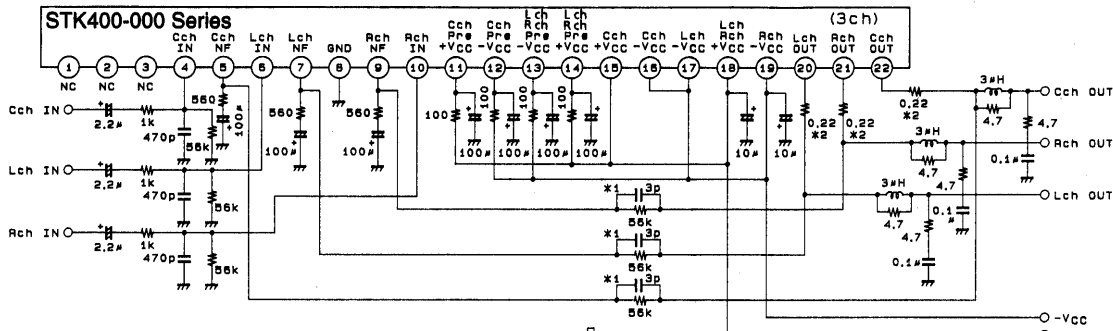 STK400-000 Series
(3ch)
Cch IN
Cch NF
Lch IN
Lch NF
GND
Rch NF
Rch IN
Cch Pre +VCC
Cch Pre -VCC
Lch Rch Pre -VCC
Lch Rch Pre +VCC
Cch +VCC
Cch -VCC
Lch -VCC
Lch Rch +VCC
Rch -VCC
Lch OUT
Rch OUT
Cch OUT
1 2 3 4 5 6 7 8 9 10 11 12 13 14 15 16 17 18 19 20 21 22
NC NC NC
Cch IN
2.2µ
1k
470p
56k
560
100µ
560
100µ
560
100µ
100
100
100
100
100µ
100µ
100µ
100µ
10µ
10µ
0.22
*2
0.22
*2
0.22
*2
3µH
4.7
4.7
0.1µ
Cch OUT
3µH
4.7
4.7
0.1µ
Rch OUT
3µH
4.7
4.7
0.1µ
Lch OUT
Lch IN
2.2µ
1k
470p
56k
Rch IN
2.2µ
1k
470p
56k
*1
3p
56k
*1
3p
56k
*1
3p
56k
-VCC